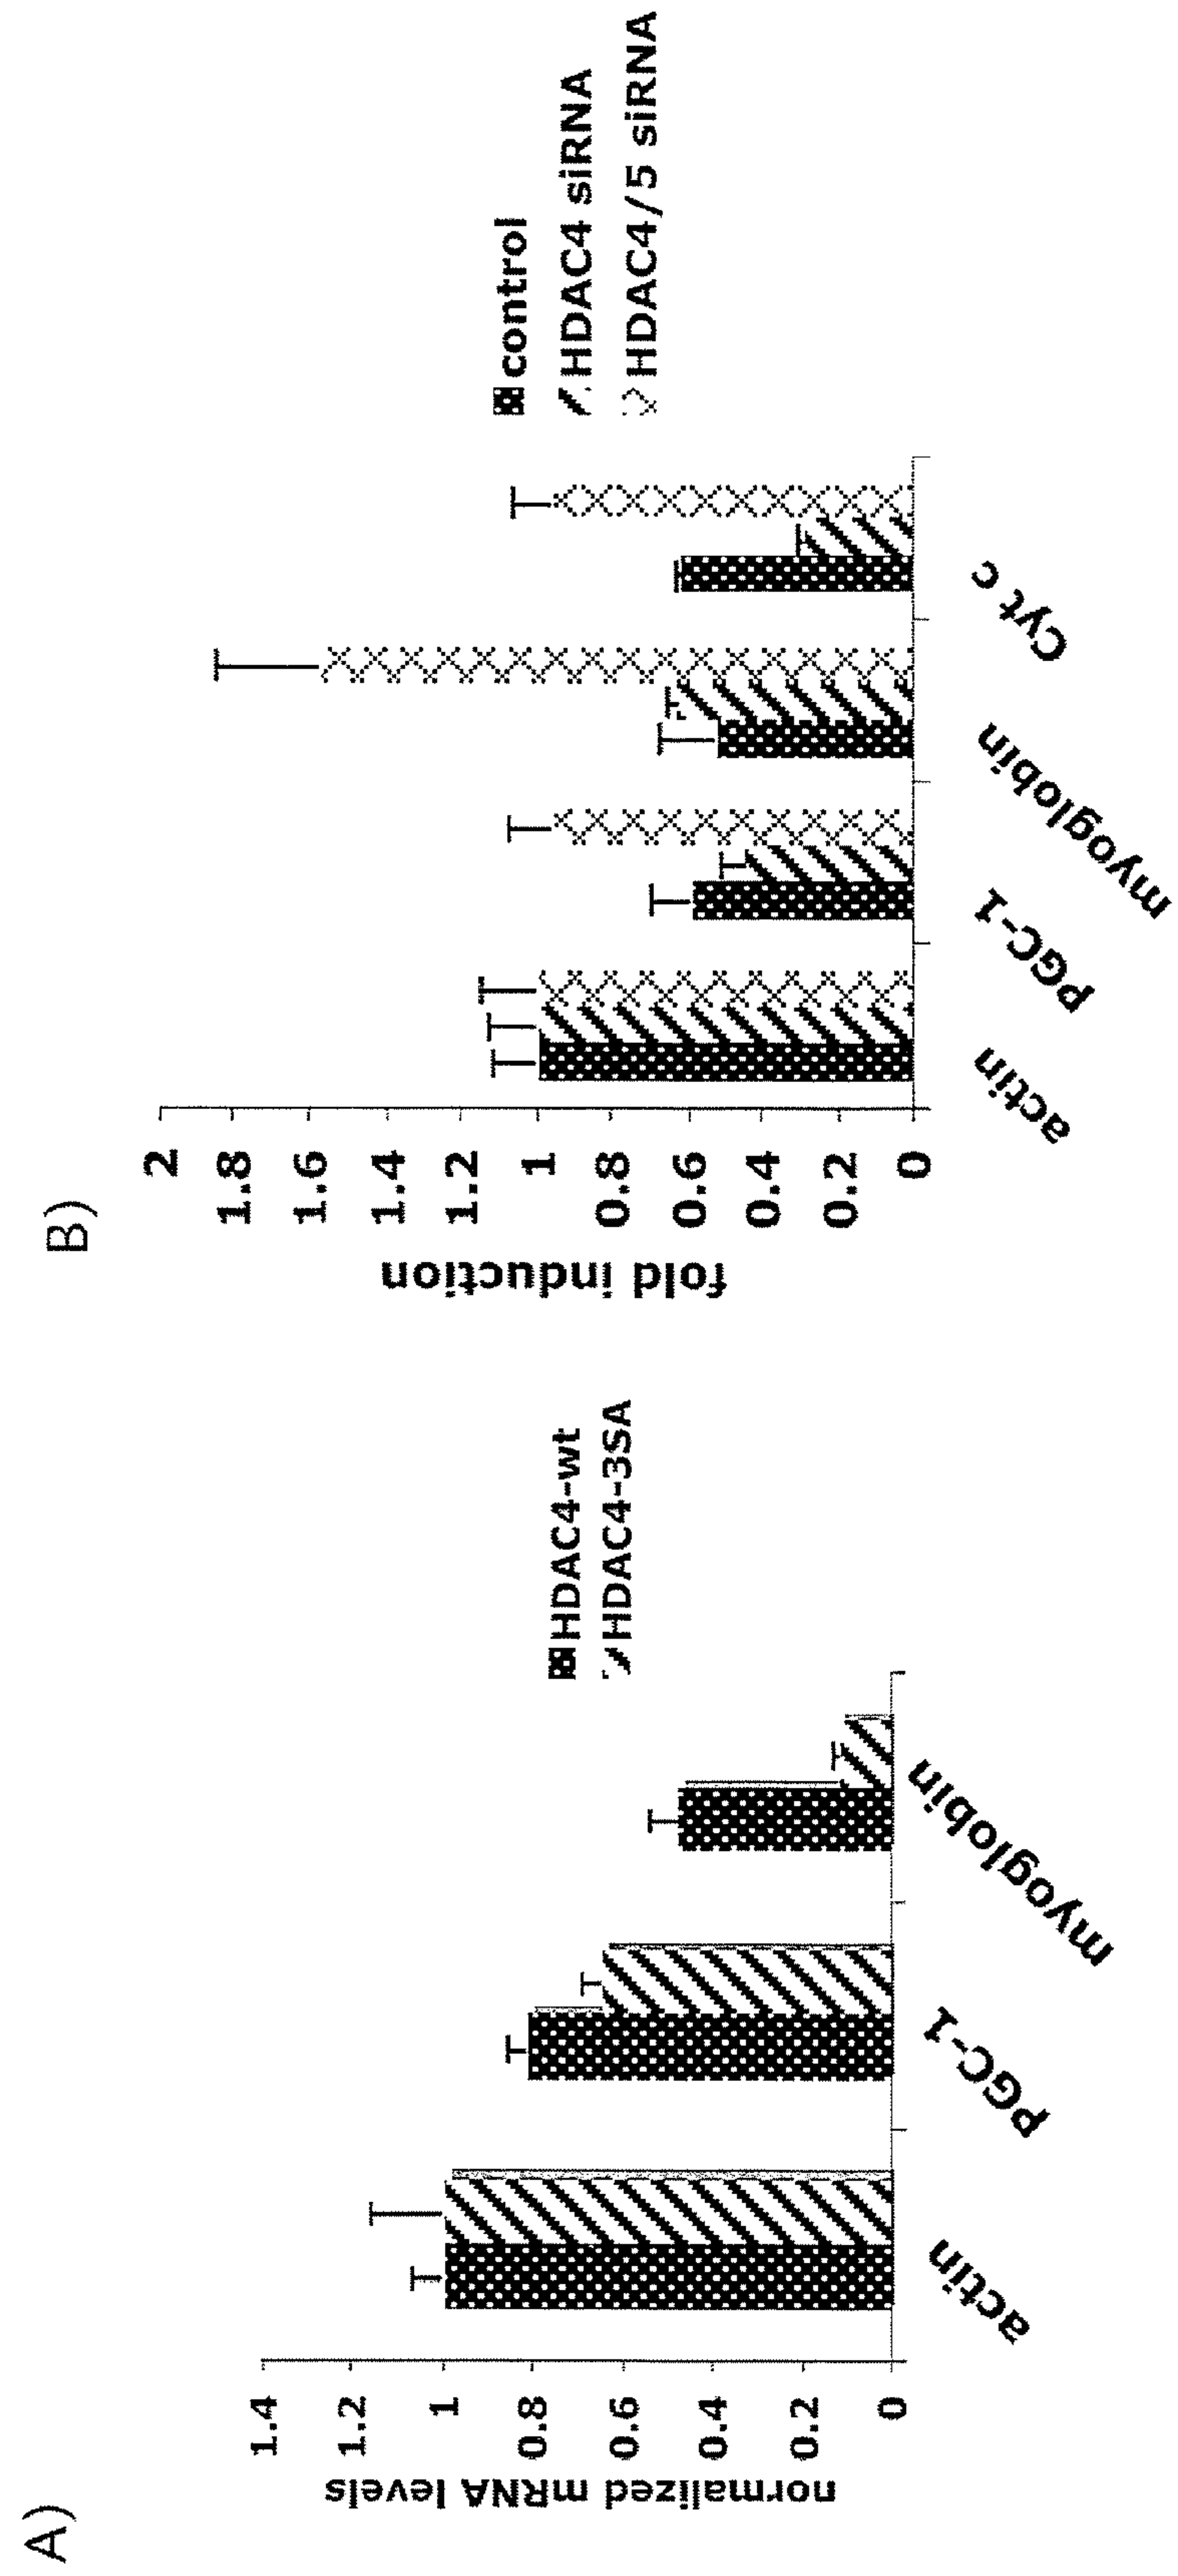 A)
normalized mRNA levels
1.4
1.2
1
0.8
0.6
0.4
0.2
0
actin
PGC-1
myoglobin
HDAC4-wt
HDAC4-3SA
B)
fold induction
2
1.8
1.6
1.4
1.2
1
0.8
0.6
0.4
0.2
0
actin
PGC-1
myoglobin
Cyt c
control
HDAC4 siRNA
HDAC4/5 siRNA